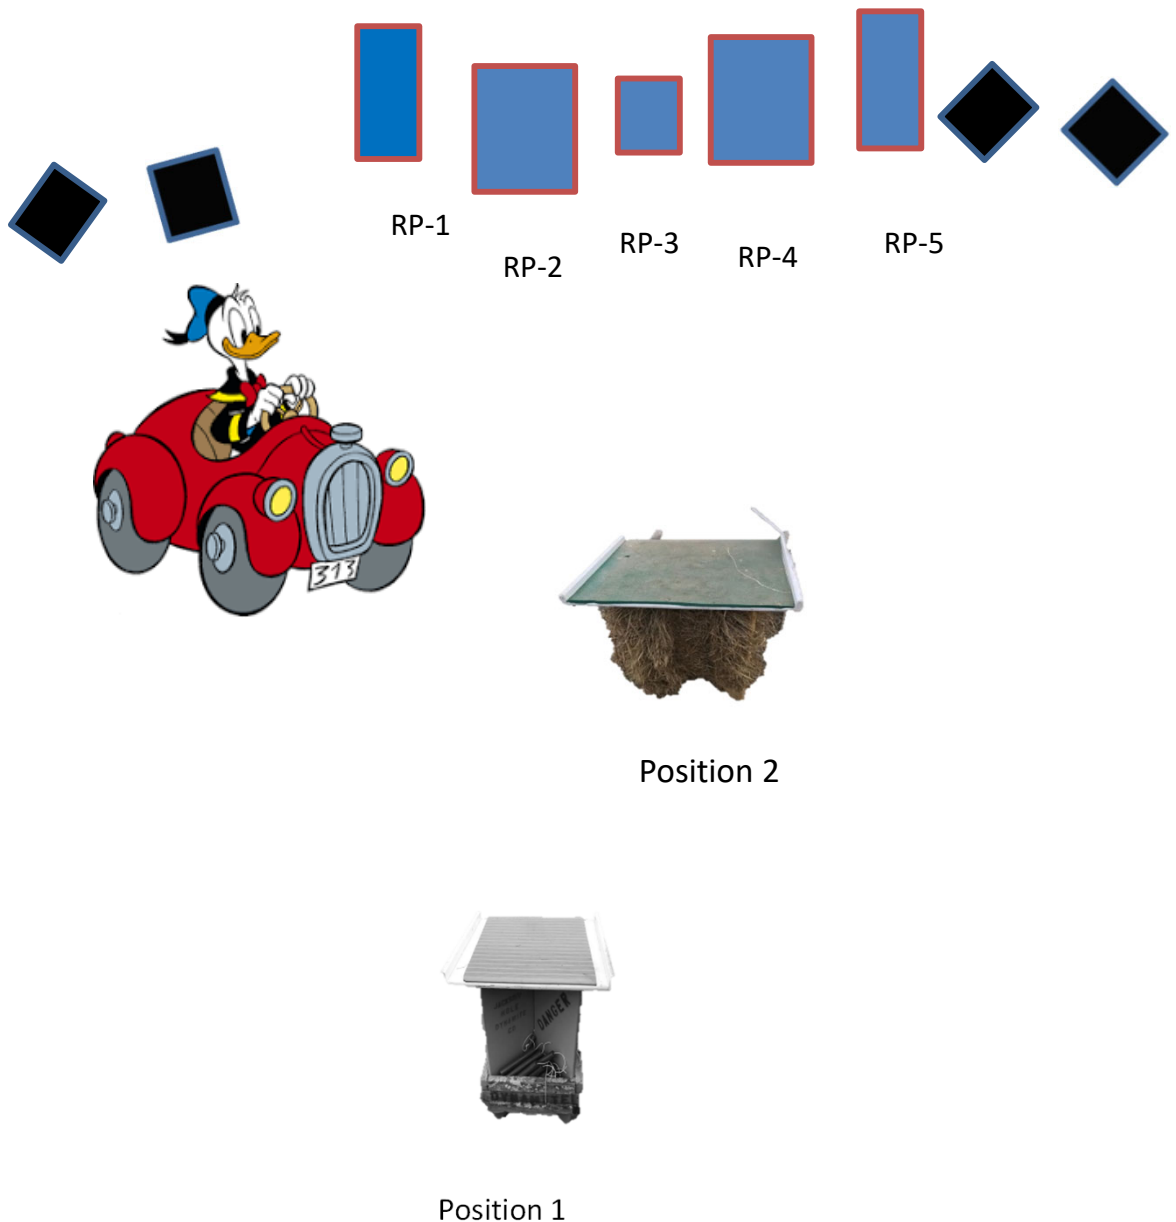 RP-1
RP-2
RP-3
RP-4
RP-5
313
Position 2
DANGER
Position 1